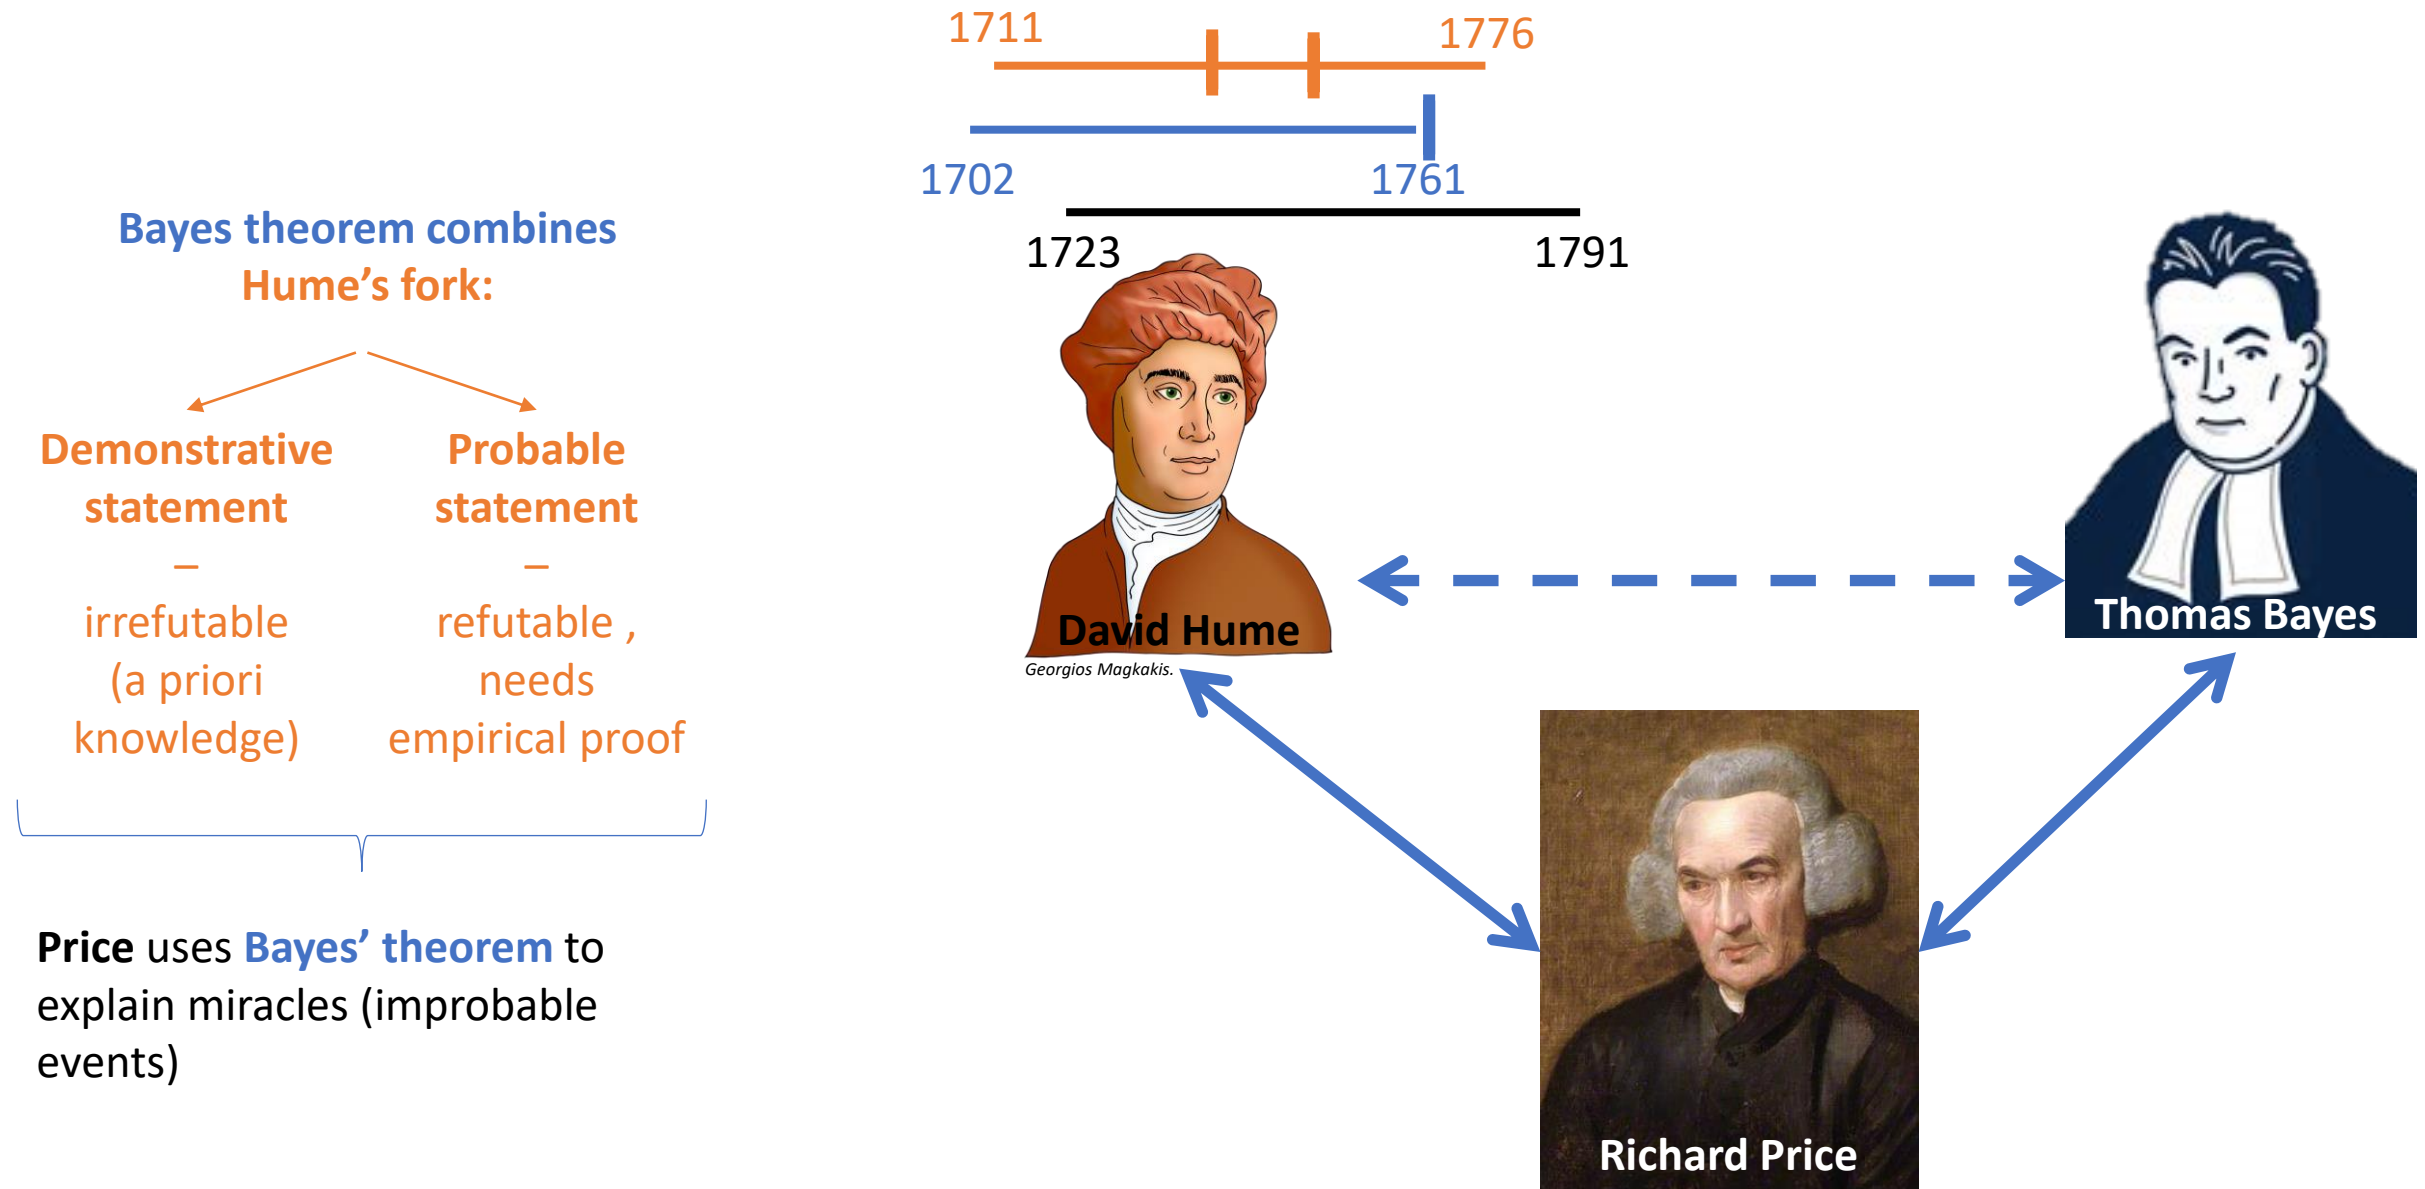 1711
1776
1702
1761
1723
1791
Bayes theorem combines
Hume's fork:
Demonstrative
statement
–
irrefutable
(a priori
knowledge)
Probable
statement
–
refutable ,
needs
empirical proof
Price uses Bayes' theorem to
explain miracles (improbable
events)
David Hume
Georgios Magkakis.
Thomas Bayes
Richard Price